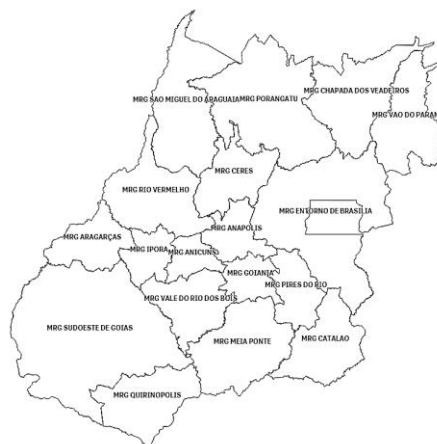 MRG CHAPADA DOS VEADEIROS
MRG SAO MIGUEL DO ARAGUAIA
MRG PORANGATU
MRG VAO DO PARAN
MRG CERES
MRG RIO VERMELHO
MRG ENTORNO DE BRASILIA
MRG ANAPOLIS
MRG ARAGARÇAS
MRG IPORA
MRG ANICUNS
MRG GOIANIA
MRG PIRES DO RIO
MRG VALE DO RIO DOS BOIS
MRG SUDOESTE DE GOIAS
MRG MEIA PONTE
MRG CATALAO
MRG QUIRINOPOLIS